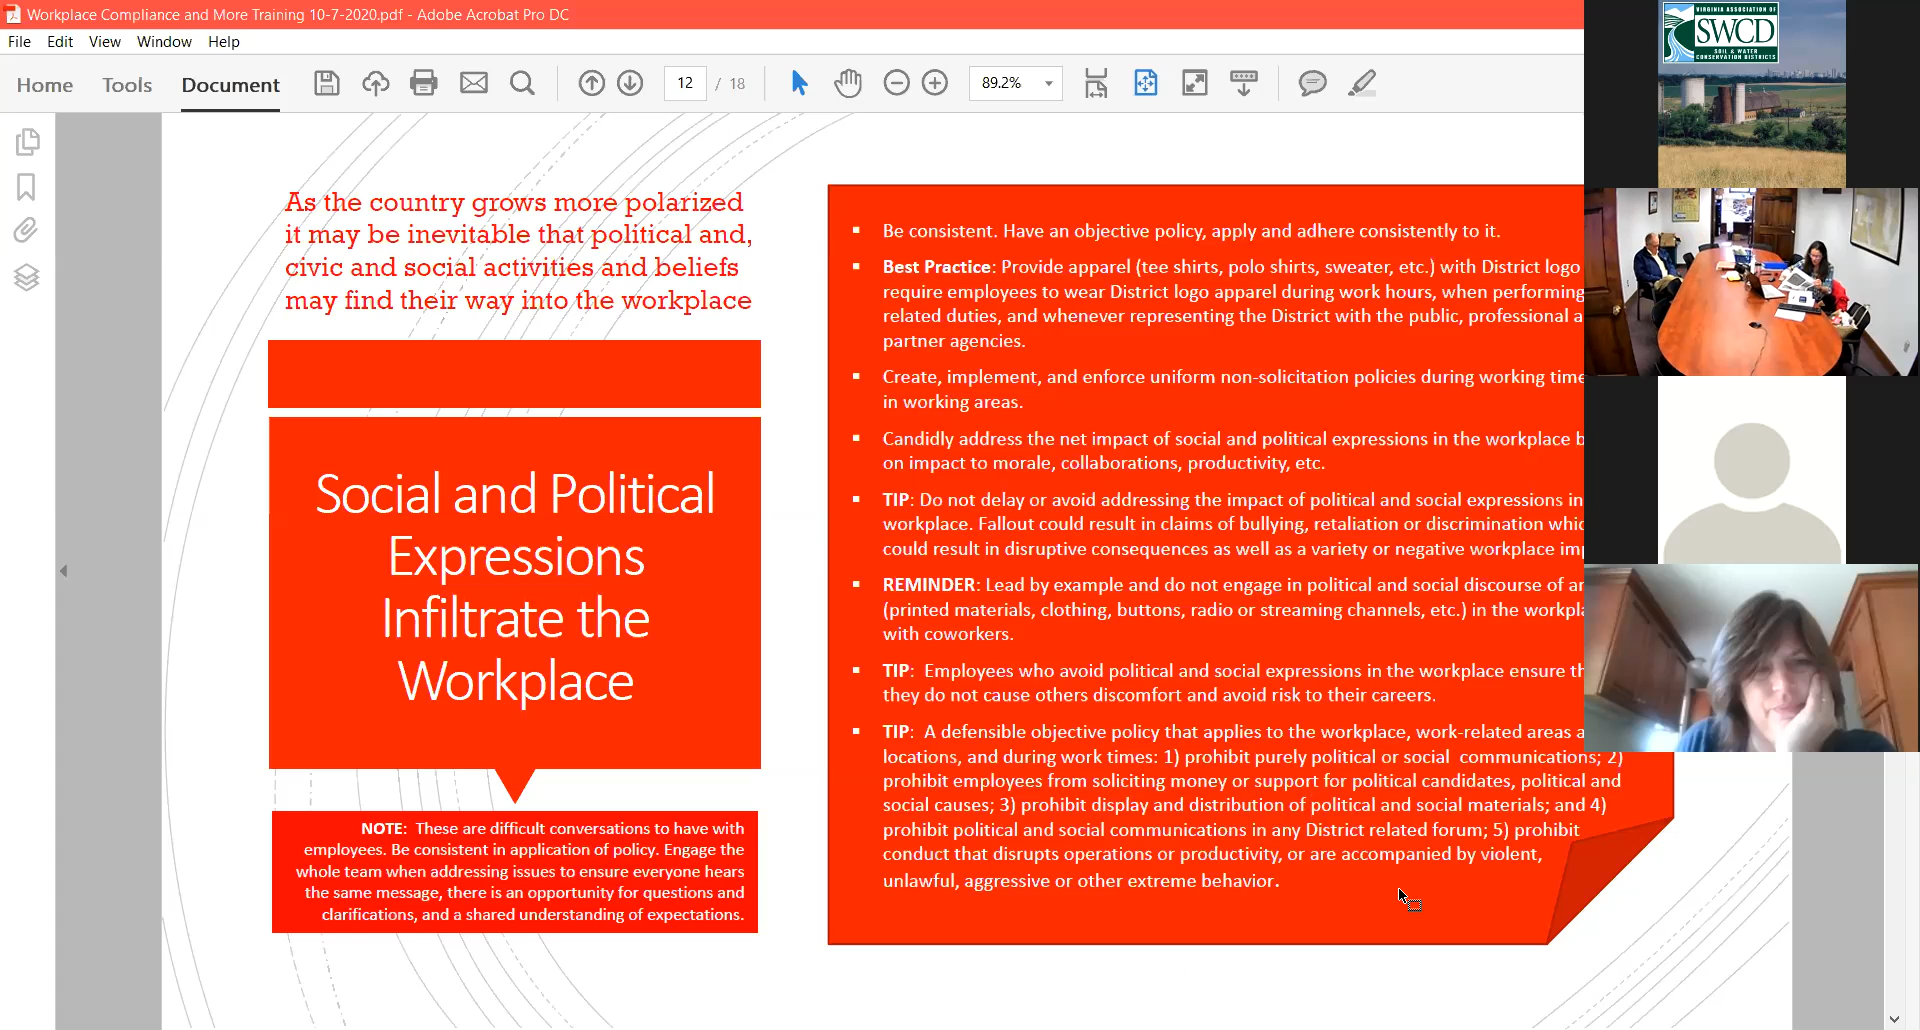 Workplace Compliance and More Training 10-7-2020.pdf - Adobe Acrobat Pro DC
File Edit View Window Help
Home Tools Document 12 / 18 89.2%
As the country grows more polarized
it may be inevitable that political and,
civic and social activities and beliefs
may find their way into the workplace
Social and Political
Expressions
Infiltrate the
Workplace
NOTE: These are difficult conversations to have with
employees. Be consistent in application of policy. Engage the
whole team when addressing issues to ensure everyone hears
the same message, there is an opportunity for questions and
clarifications, and a shared understanding of expectations.
▪ Be consistent. Have an objective policy, apply and adhere consistently to it.
▪ Best Practice: Provide apparel (tee shirts, polo shirts, sweater, etc.) with District logo
require employees to wear District logo apparel during work hours, when performing
related duties, and whenever representing the District with the public, professional
partner agencies.
▪ Create, implement, and enforce uniform non-solicitation policies during working time
in working areas.
▪ Candidly address the net impact of social and political expressions in the workplace
on impact to morale, collaborations, productivity, etc.
▪ TIP: Do not delay or avoid addressing the impact of political and social expressions in
workplace. Fallout could result in claims of bullying, retaliation or discrimination
could result in disruptive consequences as well as a variety or negative workplace
▪ REMINDER: Lead by example and do not engage in political and social discourse of
(printed materials, clothing, buttons, radio or streaming channels, etc.) in the
with coworkers.
▪ TIP: Employees who avoid political and social expressions in the workplace ensure
they do not cause others discomfort and avoid risk to their careers.
▪ TIP: A defensible objective policy that applies to the workplace, work-related areas
locations, and during work times: 1) prohibit purely political or social communications; 2)
prohibit employees from soliciting money or support for political candidates, political and
social causes; 3) prohibit display and distribution of political and social materials; and 4)
prohibit political and social communications in any District related forum; 5) prohibit
conduct that disrupts operations or productivity, or are accompanied by violent,
unlawful, aggressive or other extreme behavior.
VIRGINIA ASSOCIATION OF
SWCD
SOIL & WATER
CONSERVATION DISTRICTS